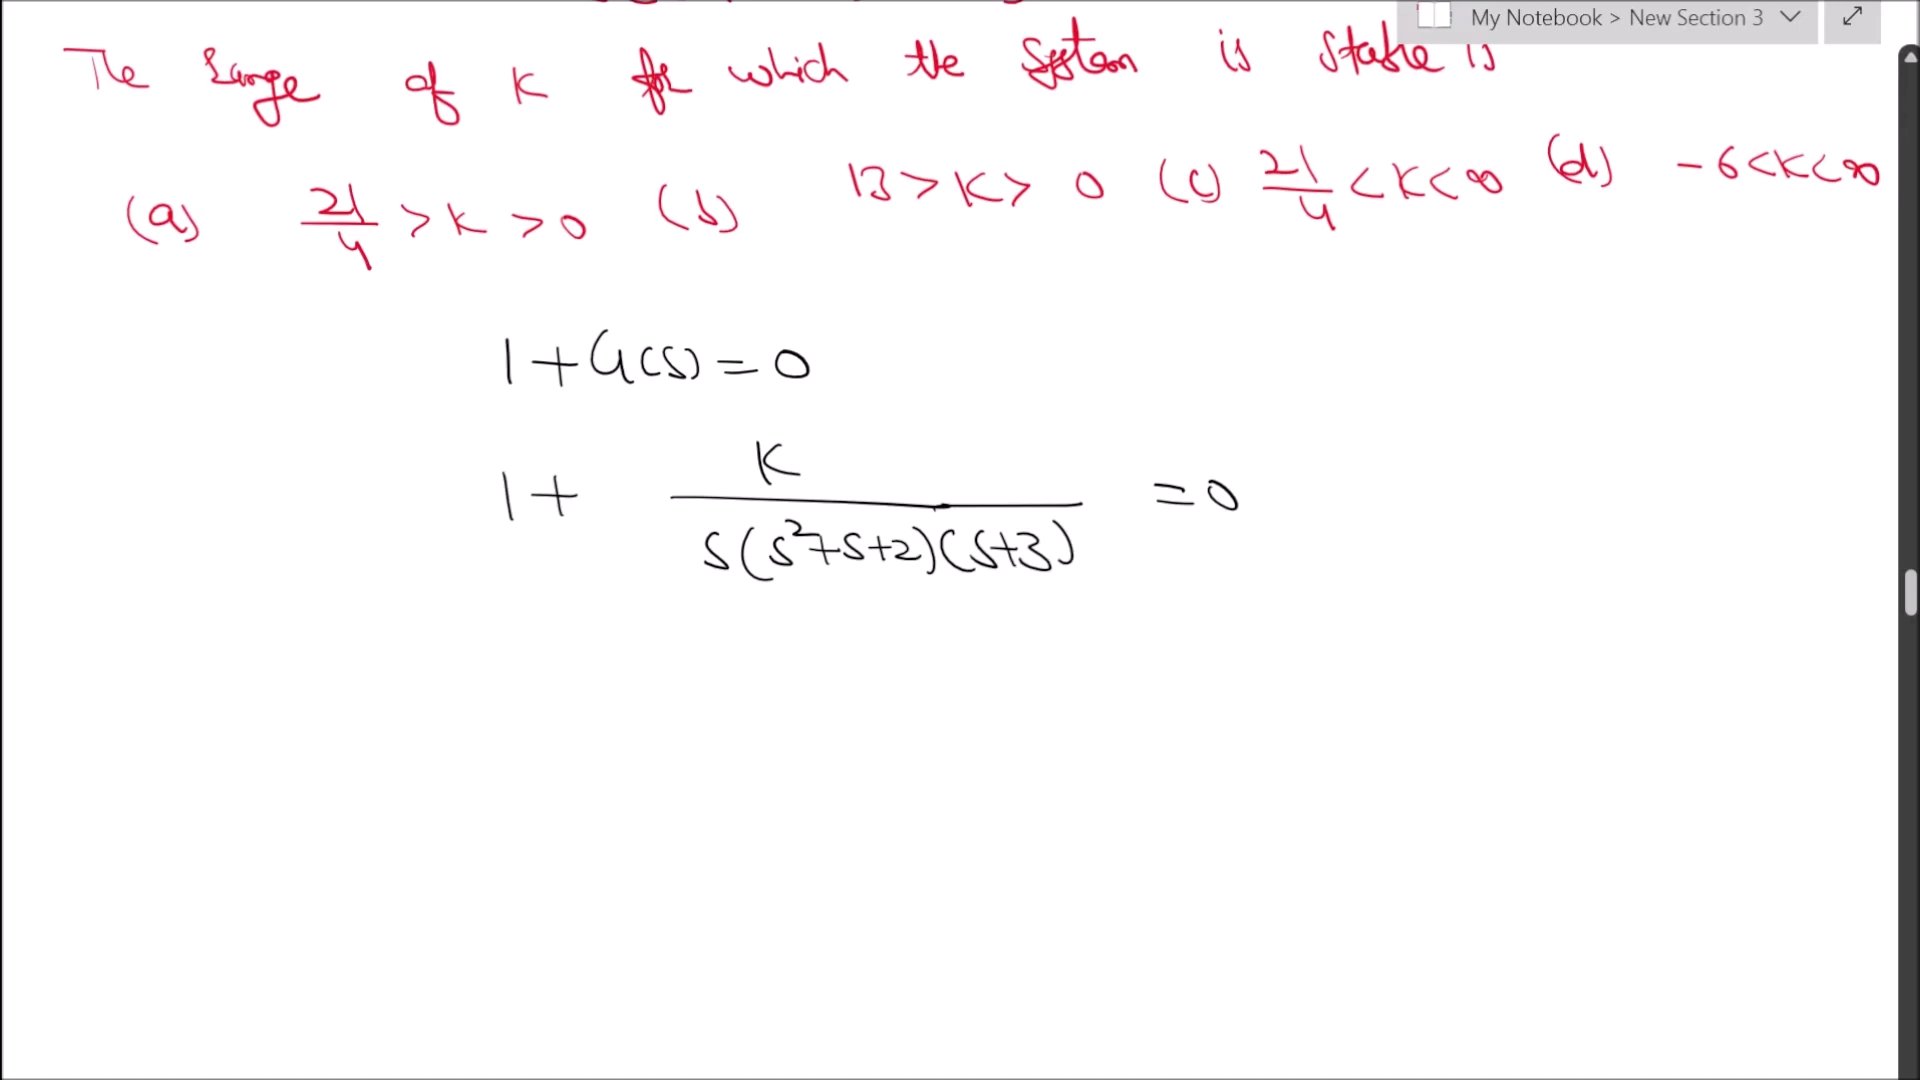 My Notebook > New Section 3
The range of K for which the system is stable is
(a) 21/4 > K > 0 (b) 13 > K > 0 (c) 21/4 < K < ∞ (d) -6 < K < ∞
1 + G(s) = 0
1 + K/(s(s²+s+2)(s+3)) = 0